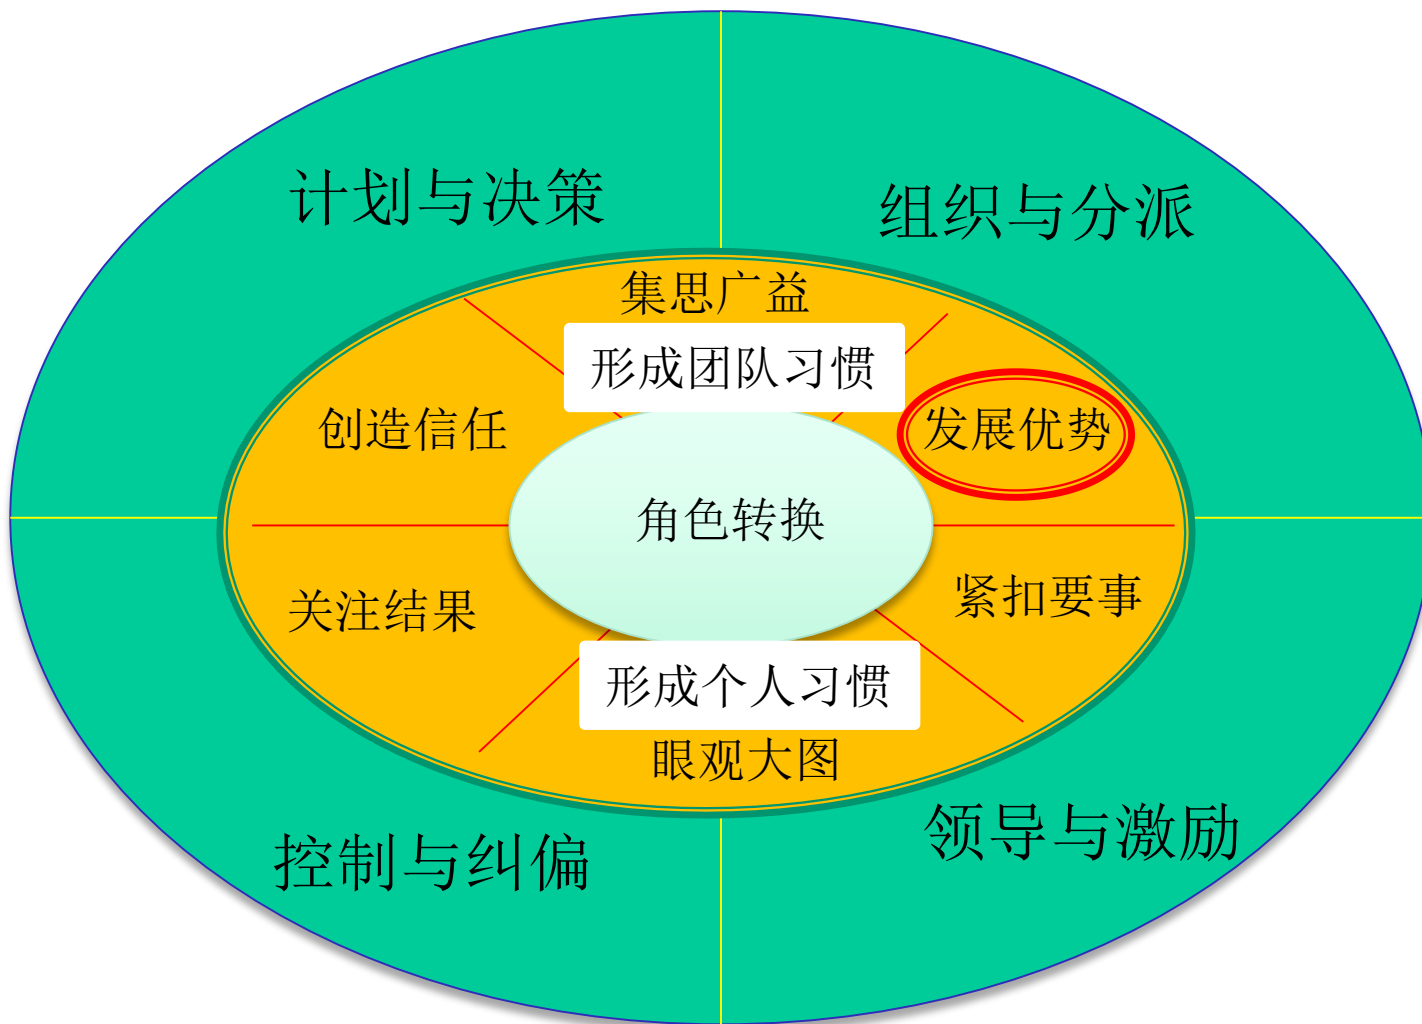 计划与决策
组织与分派
集思广益
形成团队习惯
创造信任
发展优势
角色转换
关注结果
紧扣要事
形成个人习惯
眼观大图
控制与纠偏
领导与激励